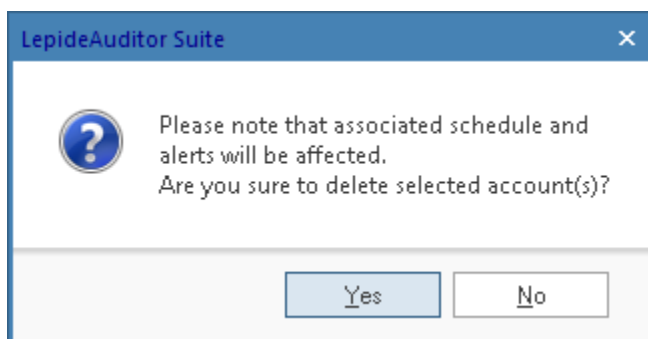 LepideAuditor Suite
Please note that associated schedule and
alerts will be affected.
Are you sure to delete selected account(s)?
Yes
No